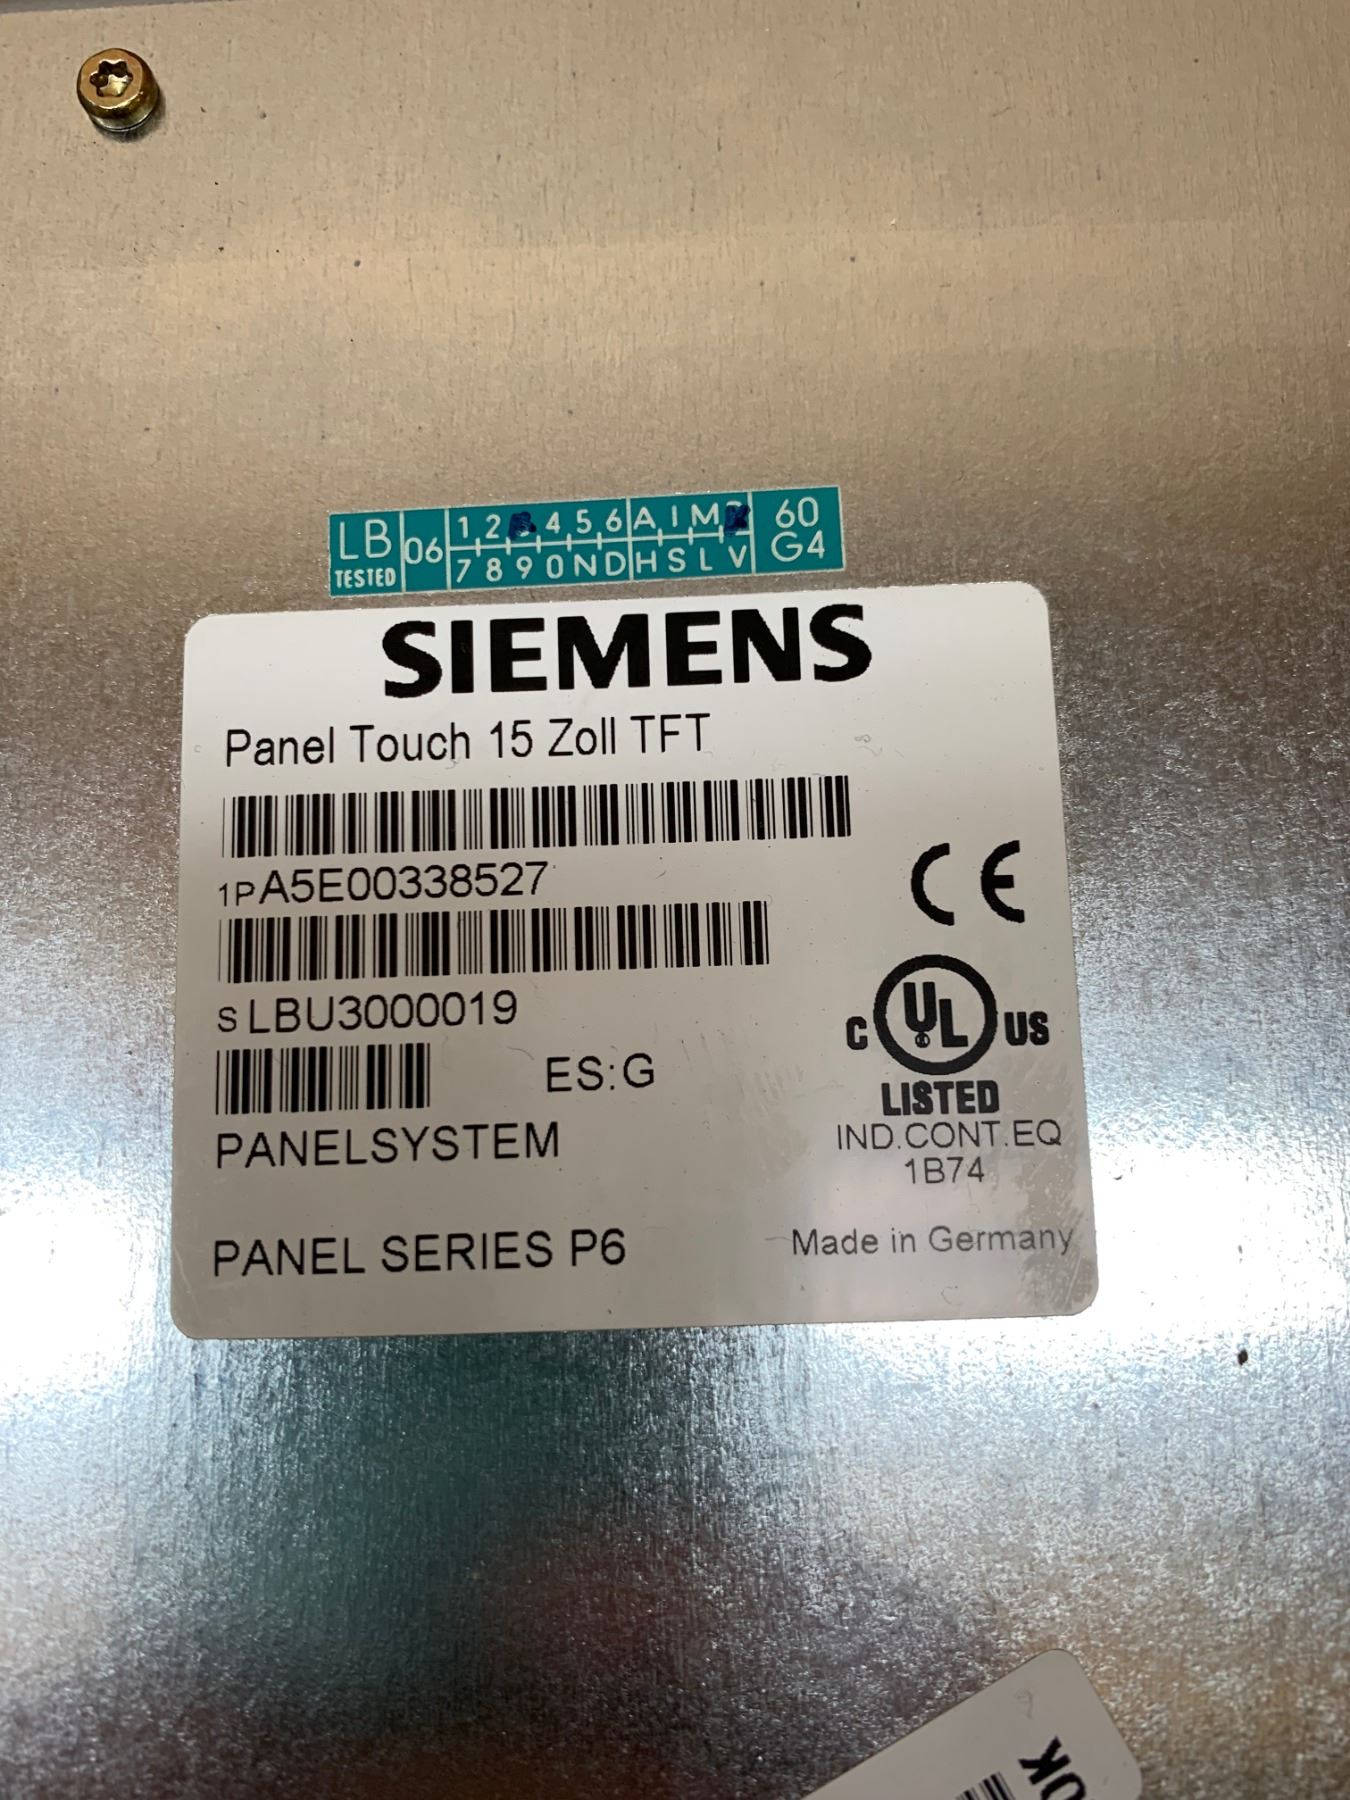 LB 06 1 2 3 4 5 6 A I M 60
TESTED 7 8 9 0 N D H S L V G4
SIEMENS
Panel Touch 15 Zoll TFT
1P A5E00338527
S LBU3000019
ES:G
PANELSYSTEM
PANEL SERIES P6
CE
C UL US
LISTED
IND.CONT.EQ
1B74
Made in Germany